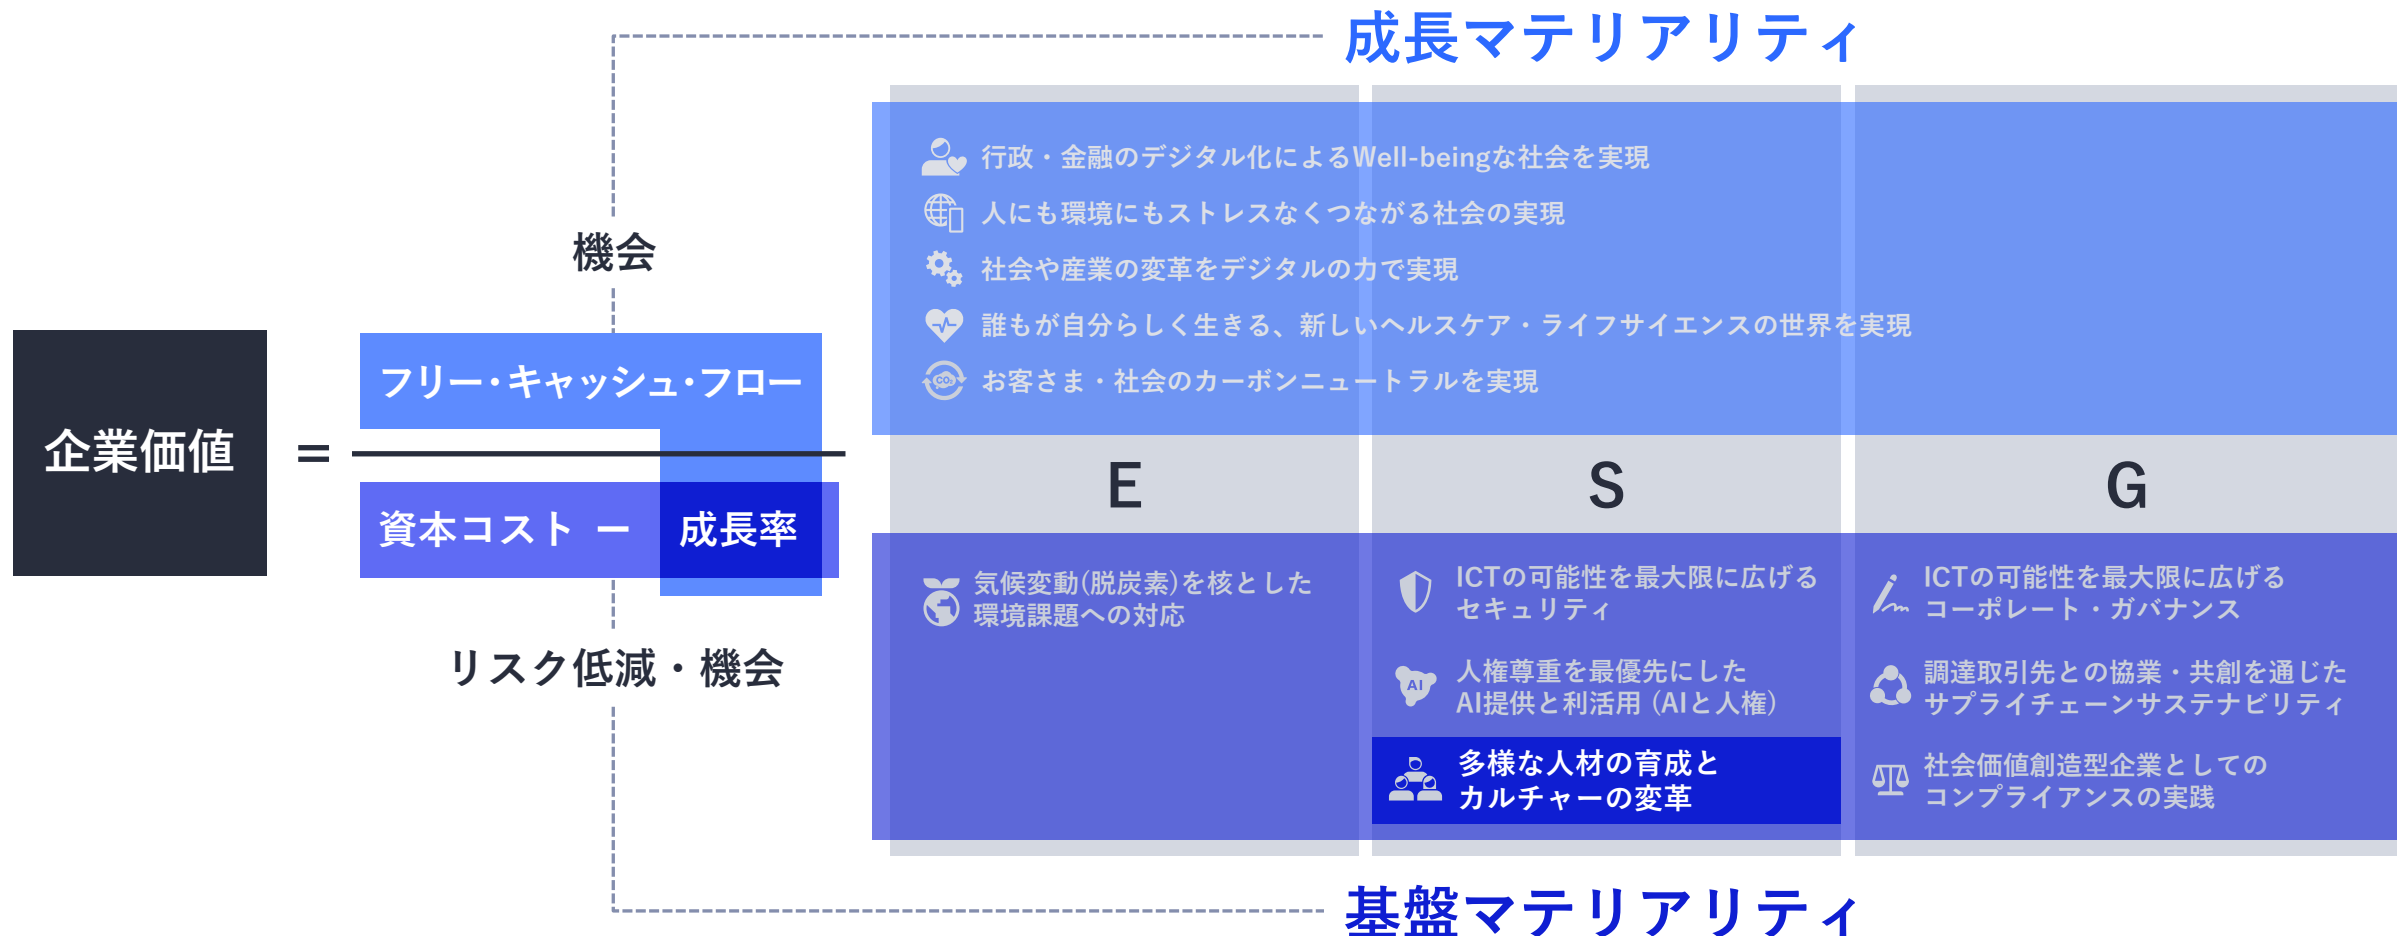 成長マテリアリティ
行政・金融のデジタル化によるWell-beingな社会を実現
人にも環境にもストレスなくつながる社会の実現
社会や産業の変革をデジタルの力で実現
誰もが自分らしく生きる、新しいヘルスケア・ライフサイエンスの世界を実現
CO₂
お客さま・社会のカーボンニュートラルを実現
機会
フリー・キャッシュ・フロー
企業価値
=
資本コスト ー
成長率
リスク低減・機会
E
S
G
気候変動(脱炭素)を核とした
環境課題への対応
ICTの可能性を最大限に広げる
セキュリティ
AI
人権尊重を最優先にした
AI提供と利活用 (AIと人権)
多様な人材の育成と
カルチャーの変革
ICTの可能性を最大限に広げる
コーポレート・ガバナンス
調達取引先との協業・共創を通じた
サプライチェーンサステナビリティ
社会価値創造型企業としての
コンプライアンスの実践
基盤マテリアリティ